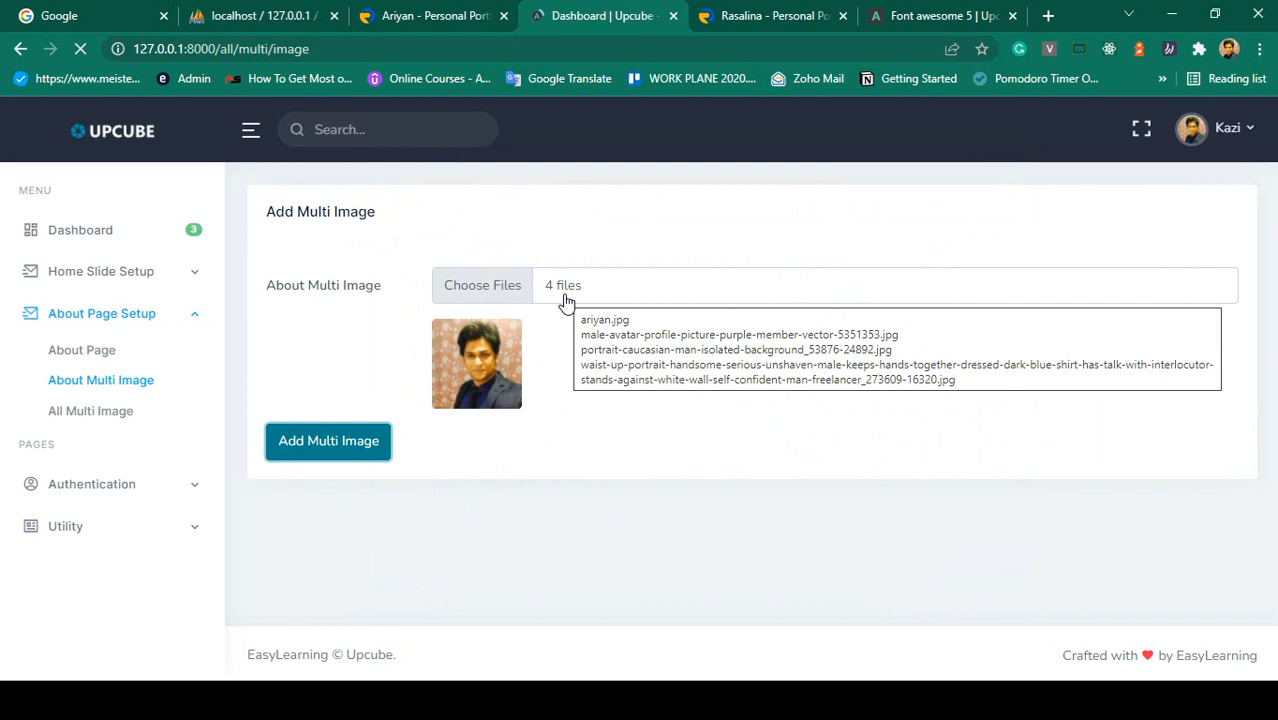 Google
localhost / 127.0.0.1 /
Ariyan - Personal Port
Dashboard | Upcube -
Rasalina - Personal Po
Font awesome 5 | Upc
127.0.0.1:8000/all/multi/image
https://www.meiste...
Admin
How To Get Most o...
Online Courses - A...
Google Translate
WORK PLANE 2020....
Zoho Mail
Getting Started
Pomodoro Timer O...
»
Reading list
UPCUBE
Search...
Kazi
MENU
Dashboard
3
Home Slide Setup
About Page Setup
About Page
About Multi Image
All Multi Image
PAGES
Authentication
Utility
Add Multi Image
About Multi Image
Choose Files
4 files
ariyan.jpg
male-avatar-profile-picture-purple-member-vector-5351353.jpg
portrait-caucasian-man-isolated-background_53876-24892.jpg
waist-up-portrait-handsome-serious-unshaven-male-keeps-hands-together-dressed-dark-blue-shirt-has-talk-with-interlocutor-
stands-against-white-wall-self-confident-man-freelancer_273609-16320.jpg
Add Multi Image
EasyLearning © Upcube.
Crafted with ❤ by EasyLearning